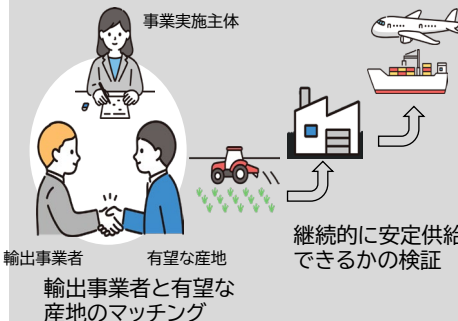 事業実施主体
輸出事業者
有望な産地
輸出事業者と有望な
産地のマッチング
継続的に安定供給
できるかの検証